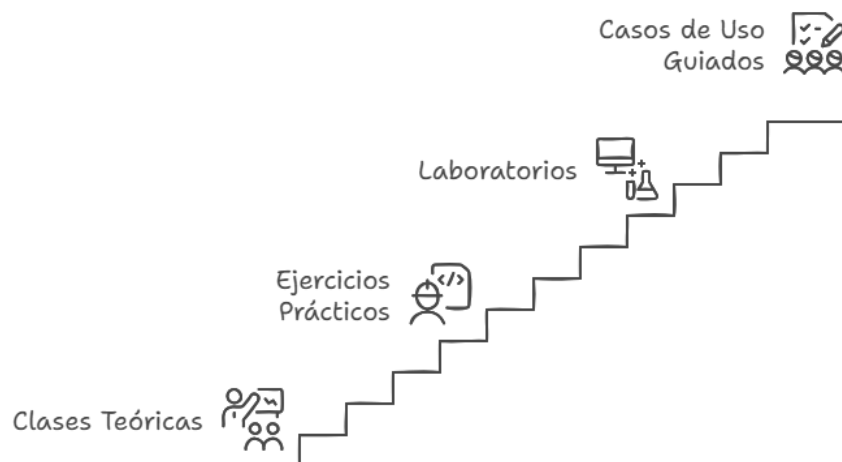 Casos de Uso
Guiados
Laboratorios
Ejercicios
</>
Prácticos
Clases Teóricas